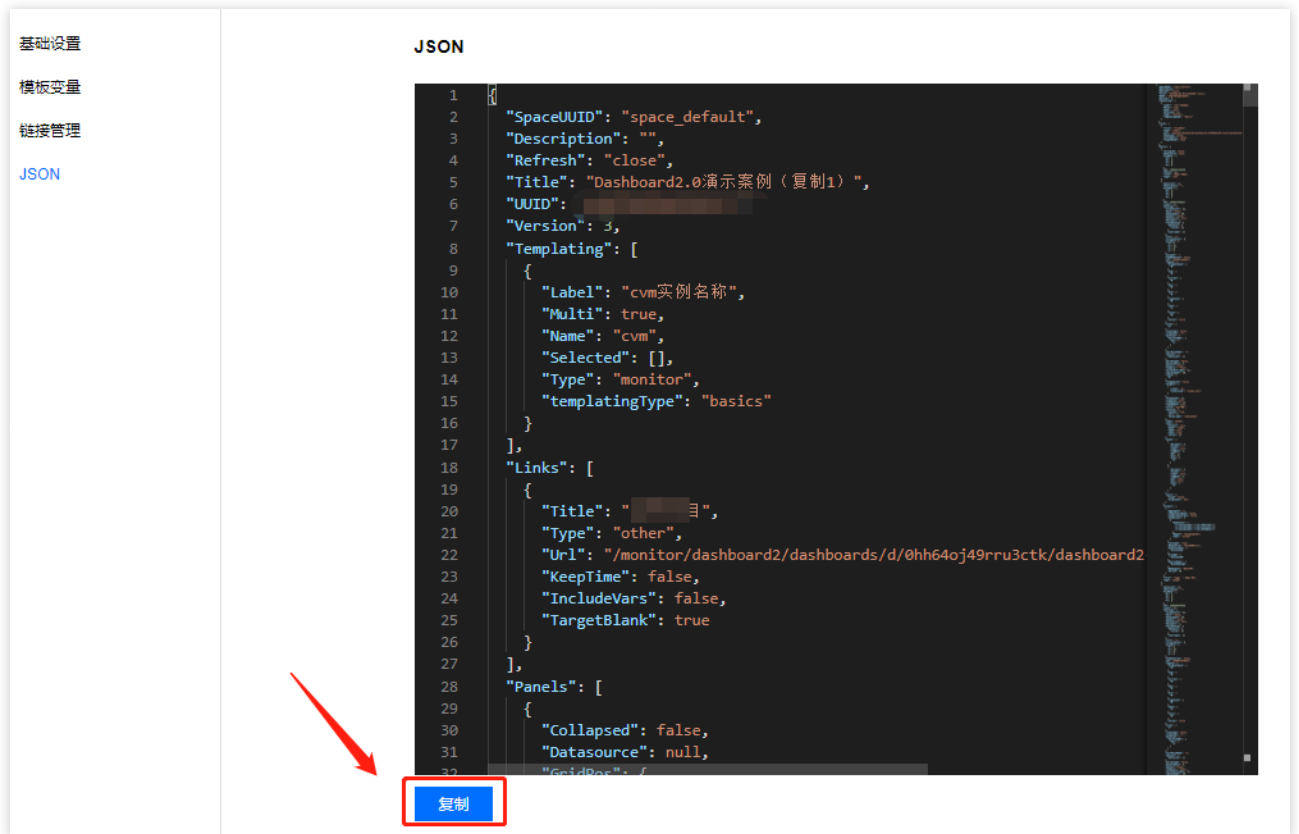 基础设置
模板变量
链接管理
JSON
JSON
1 {
2 "SpaceUUID": "space_default",
3 "Description": "",
4 "Refresh": "close",
5 "Title": "Dashboard2.0演示案例（复制1）",
6 "UUID":
7 "Version": 3,
8 "Templating": [
9 {
10 "Label": "cvm实例名称",
11 "Multi": true,
12 "Name": "cvm",
13 "Selected": [],
14 "Type": "monitor",
15 "templatingType": "basics"
16 }
17 ],
18 "Links": [
19 {
20 "Title": "目",
21 "Type": "other",
22 "Url": "/monitor/dashboard2/dashboards/d/0hh64oj49rru3ctk/dashboard2
23 "KeepTime": false,
24 "IncludeVars": false,
25 "TargetBlank": true
26 }
27 ],
28 "Panels": [
29 {
30 "Collapsed": false,
31 "Datasource": null,
32 "GridPos": {
复制